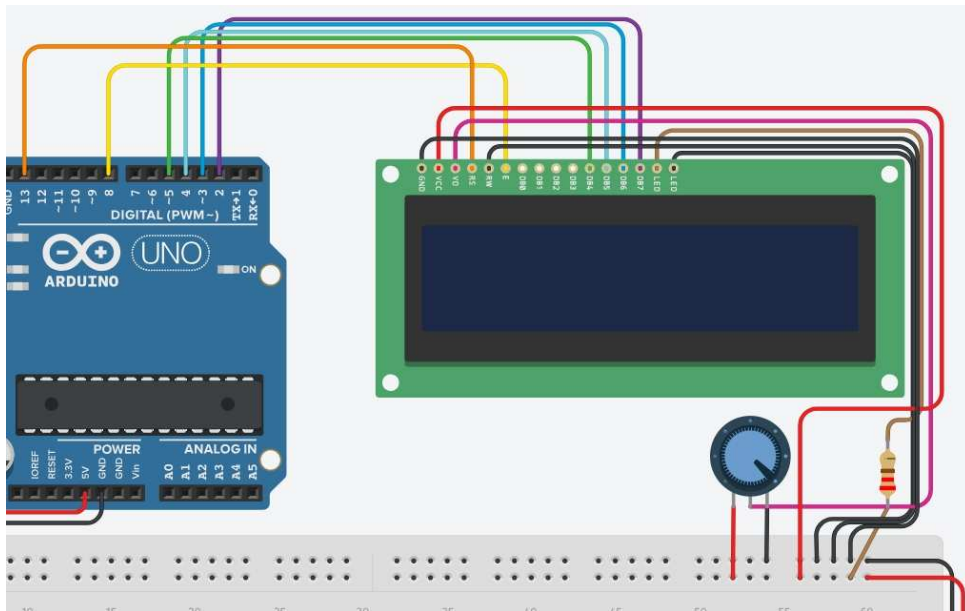 GND
13
12
~11
~10
~9
8
7
~6
~5
4
~3
2
TX→1
RX←0
DIGITAL (PWM~)
UNO
ARDUINO
ON
GND
VCC
V0
RS
RW
E
DB0
DB1
DB2
DB3
DB4
DB5
DB6
DB7
LED
LED
POWER
ANALOG IN
IOREF
RESET
3.3V
5V
GND
GND
Vin
A0
A1
A2
A3
A4
A5